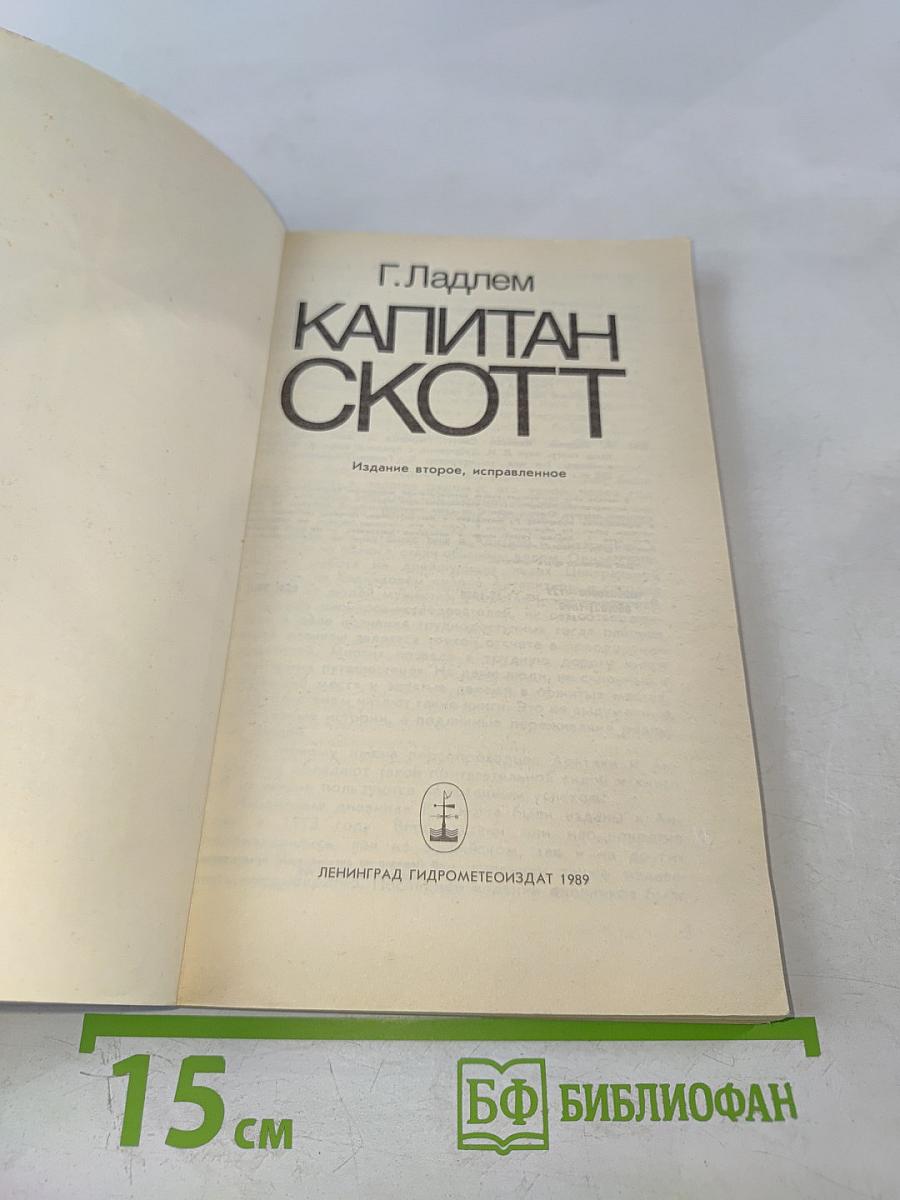 Г. Ладлем
КАПИТАН
СКОТТ
Издание второе, исправленное
ЛЕНИНГРАД ГИДРОМЕТЕОИЗДАТ 1989
15 см
БФ БИБЛИОФАН